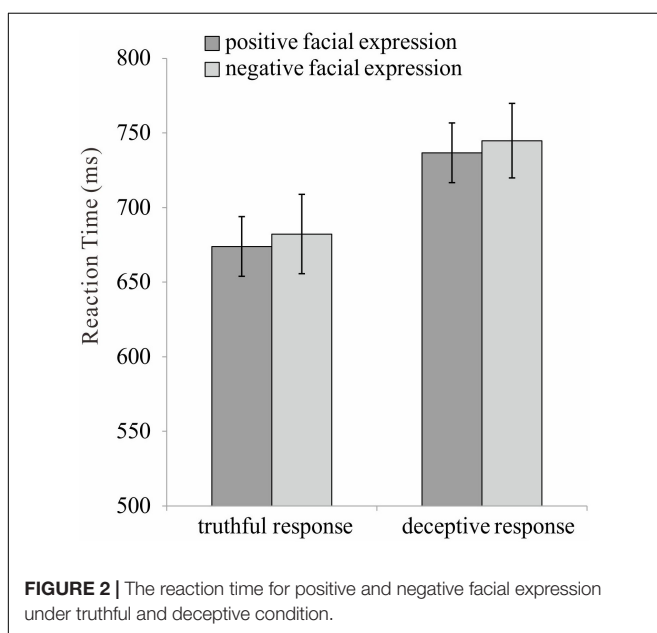 positive facial expression
negative facial expression
800
750
700
650
600
550
500
Reaction Time (ms)
truthful response
deceptive response
FIGURE 2 | The reaction time for positive and negative facial expression
under truthful and deceptive condition.